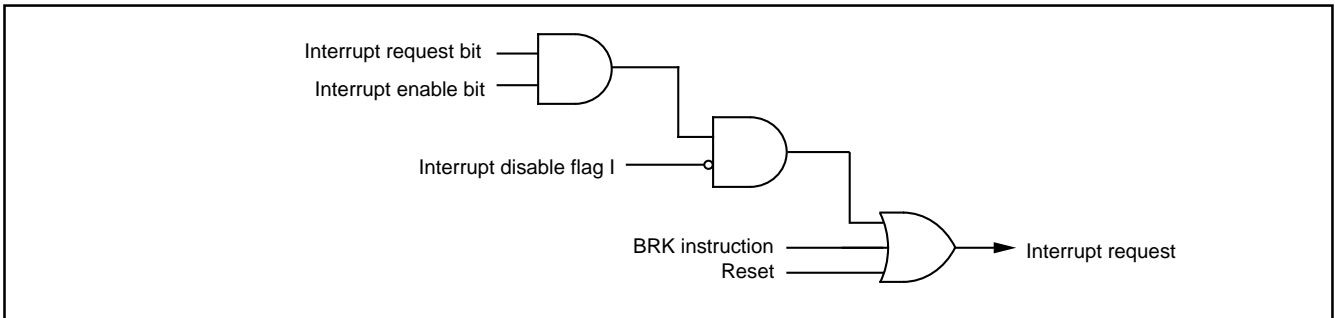 Interrupt request bit
Interrupt enable bit
Interrupt disable flag I
BRK instruction
Reset
Interrupt request